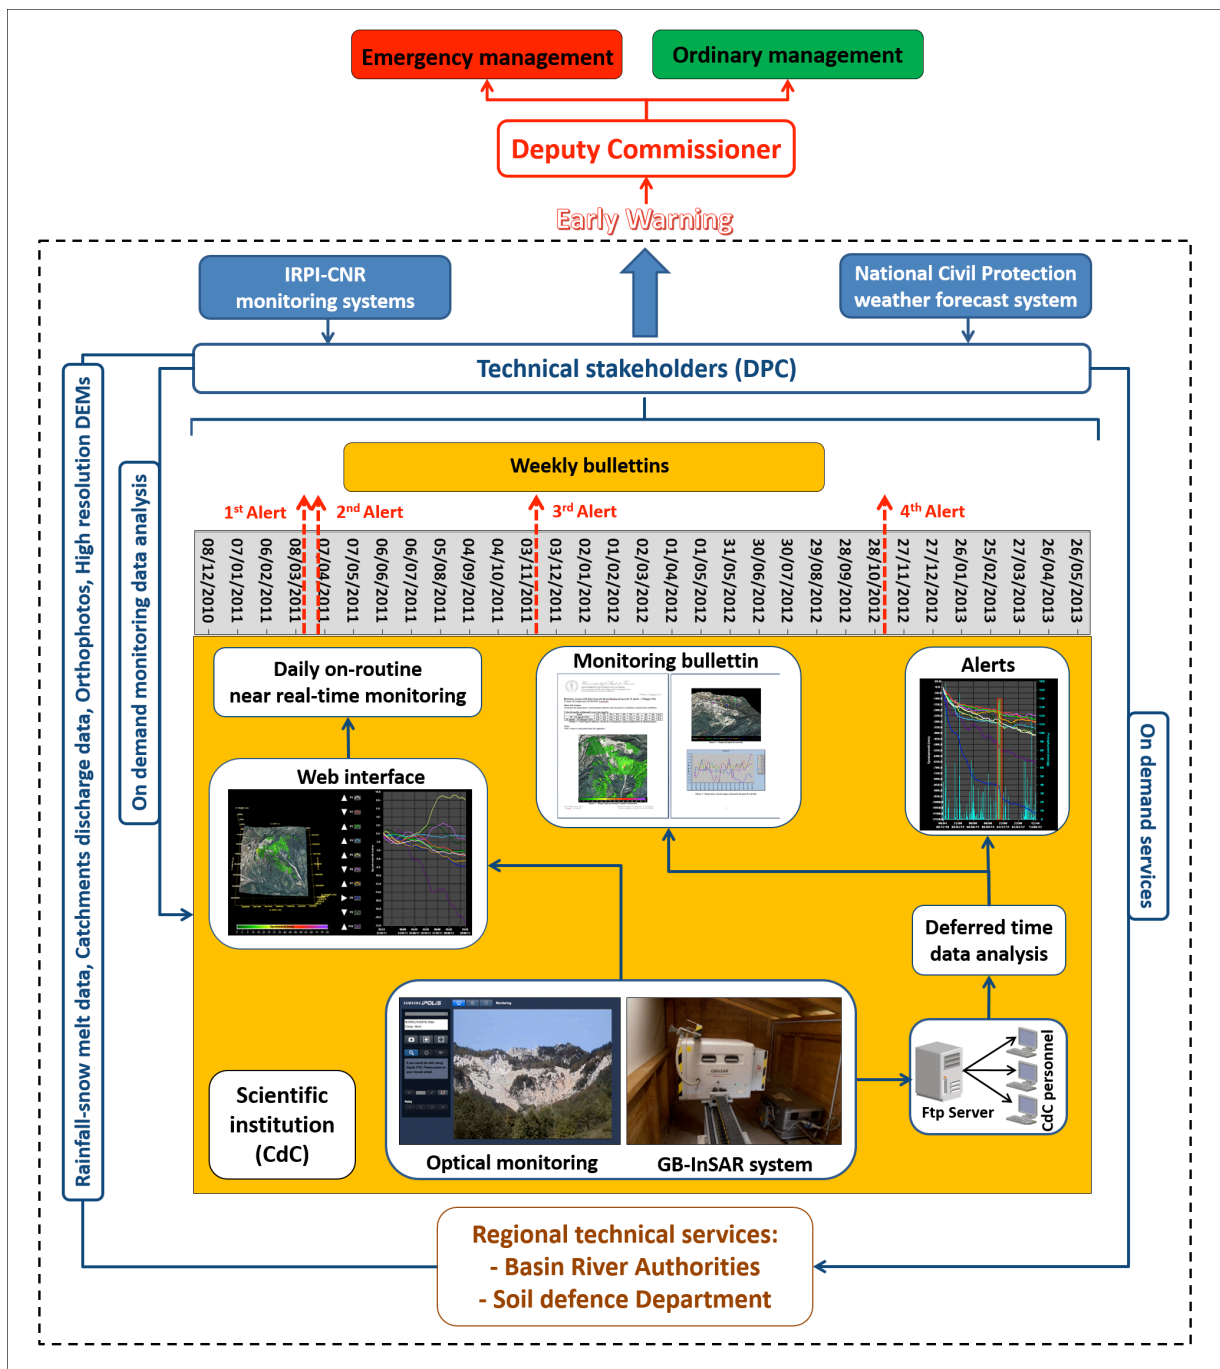 Emergency management
Ordinary management
Deputy Commissioner
Early Warning
IRPI-CNR
monitoring systems
National Civil Protection
weather forecast system
Technical stakeholders (DPC)
Rainfall-snow melt data, Catchments discharge data, Orthophotos, High resolution DEMs
On demand monitoring data analysis
On demand services
Weekly bullettins
1st Alert
2nd Alert
3rd Alert
4th Alert
08/12/2010
07/01/2011
06/02/2011
08/03/2011
07/04/2011
07/05/2011
06/06/2011
06/07/2011
05/08/2011
04/09/2011
04/10/2011
03/11/2011
03/12/2011
02/01/2012
01/02/2012
02/03/2012
01/04/2012
01/05/2012
31/05/2012
30/06/2012
30/07/2012
29/08/2012
28/09/2012
28/10/2012
27/11/2012
27/12/2012
26/01/2013
25/02/2013
27/03/2013
26/04/2013
26/05/2013
Daily on-routine
near real-time monitoring
Monitoring bullettin
Alerts
Web interface
Deferred time
data analysis
Ftp Server
CdC personnel
Scientific
institution
(CdC)
SAMSUNG iPOLiS
Monitoring
Optical monitoring
GB-InSAR system
Regional technical services:
- Basin River Authorities
- Soil defence Department